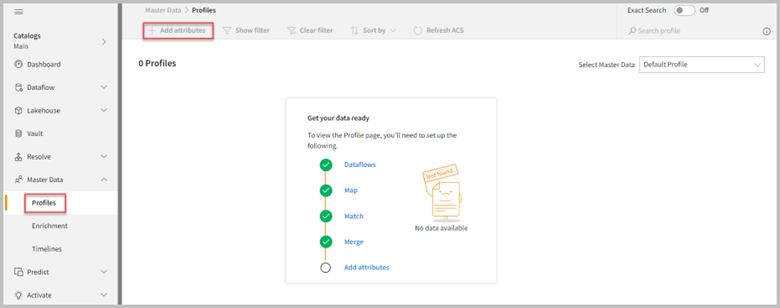 Catalogs
Main
Dashboard
Dataflow
Lakehouse
Vault
Resolve
Master Data
Profiles
Enrichment
Timelines
Predict
Activate
Master Data > Profiles
Exact Search Off
Add attributes Show filter Clear filter Sort by Refresh ACS Search profile
0 Profiles
Select Master Data Default Profile
Get your data ready
To view the Profile page, you'll need to set up the
following.
Dataflows
Map
Match
Merge
Add attributes
Not found
No data available